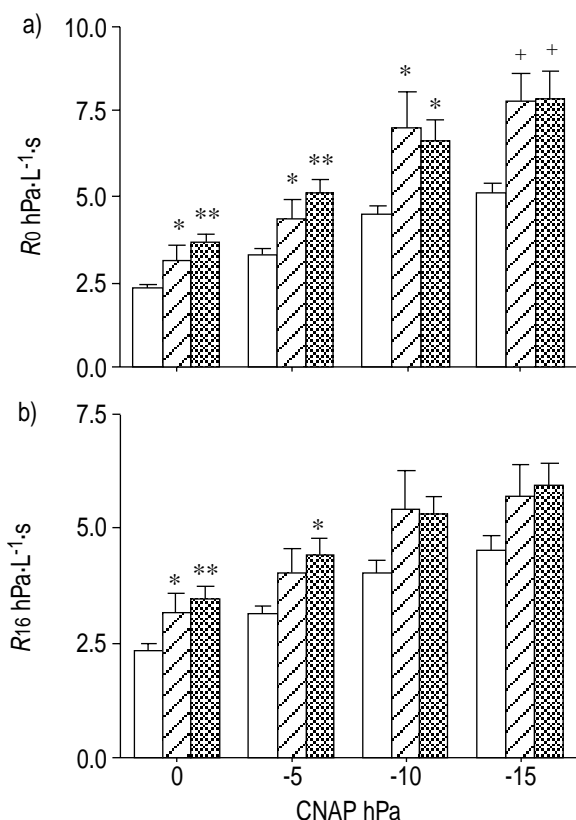 a)
10.0
7.5
5.0
2.5
0.0
R0 hPa·L-1·s
* ** * ** * * + +
b)
7.5
5.0
2.5
0.0
R16 hPa·L-1·s
* ** *
0 -5 -10 -15
CNAP hPa